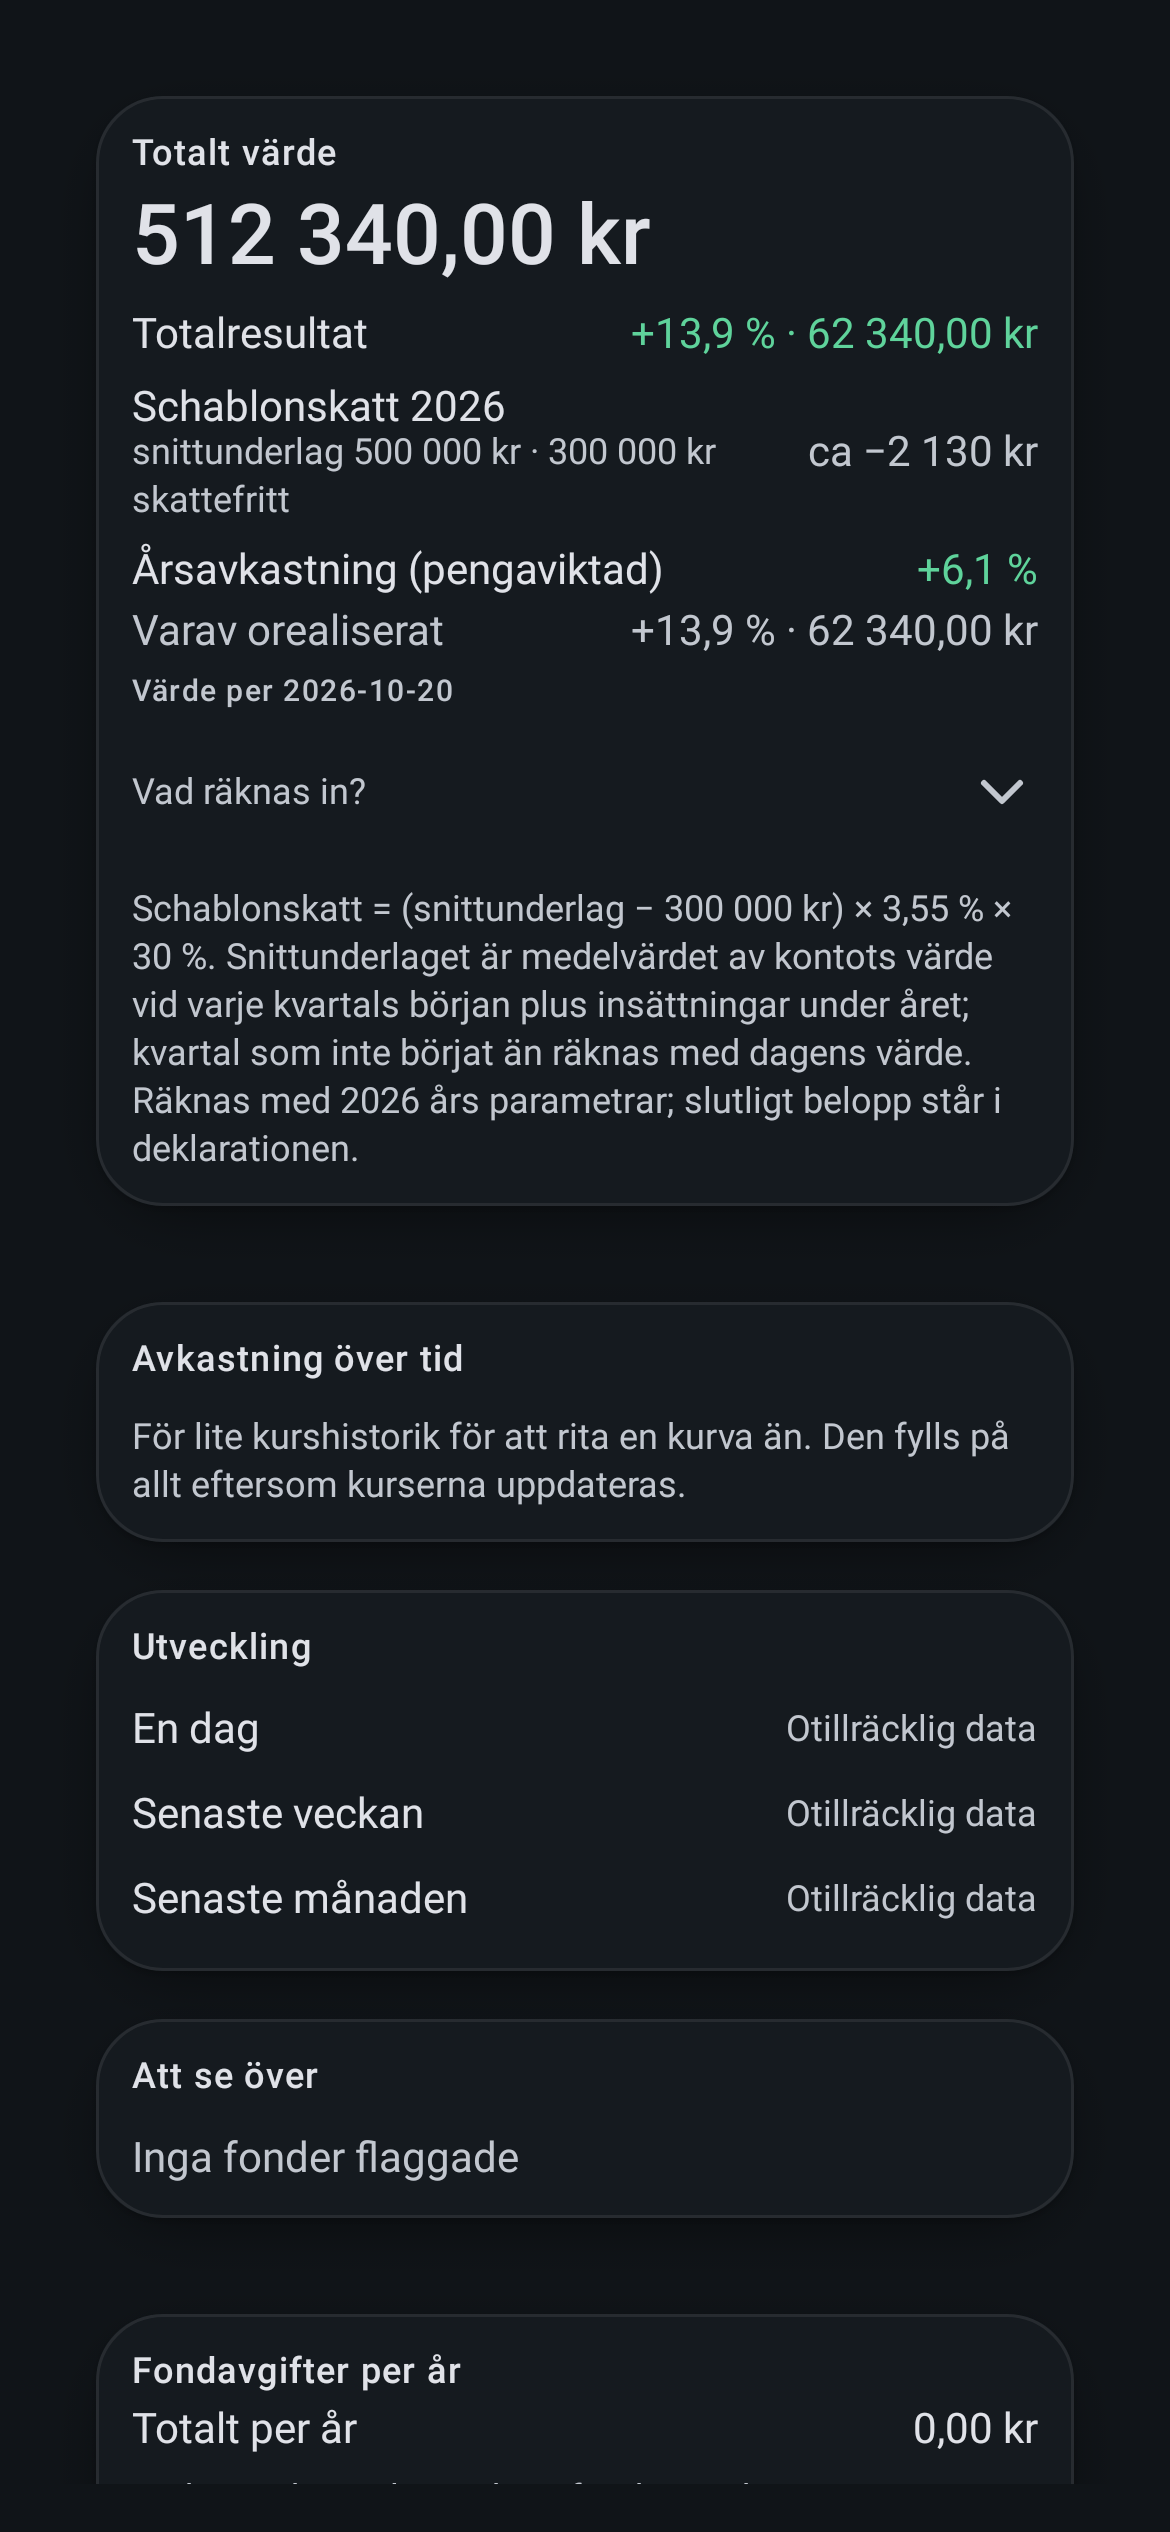 Totalt värde
512 340,00 kr
Totalresultat +13,9 % · 62 340,00 kr
Schablonskatt 2026
snittunderlag 500 000 kr · 300 000 kr ca −2 130 kr
skattefritt
Årsavkastning (pengaviktad) +6,1 %
Varav orealiserat +13,9 % · 62 340,00 kr
Värde per 2026-10-20
Vad räknas in?
Schablonskatt = (snittunderlag − 300 000 kr) × 3,55 % ×
30 %. Snittunderlaget är medelvärdet av kontots värde
vid varje kvartals början plus insättningar under året;
kvartal som inte börjat än räknas med dagens värde.
Räknas med 2026 års parametrar; slutligt belopp står i
deklarationen.
Avkastning över tid
För lite kurshistorik för att rita en kurva än. Den fylls på
allt eftersom kurserna uppdateras.
Utveckling
En dag Otillräcklig data
Senaste veckan Otillräcklig data
Senaste månaden Otillräcklig data
Att se över
Inga fonder flaggade
Fondavgifter per år
Totalt per år 0,00 kr